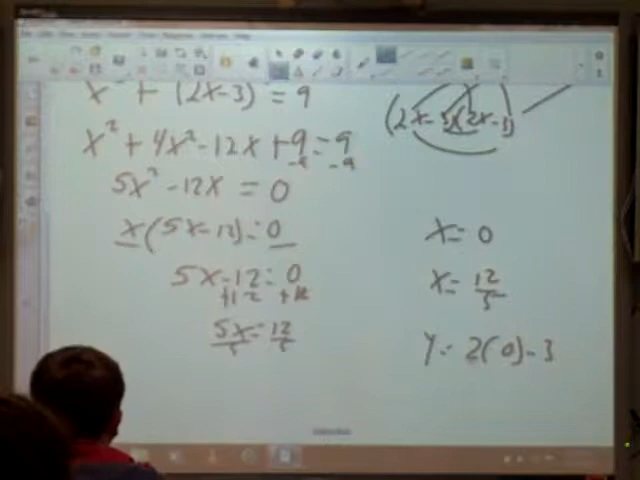 x² + (2x-3) = 9
(2x-3)(2x-3)
x² + 4x² - 12x + 9 = 9
-9 -9
5x² - 12x = 0
x(5x-12) = 0
x = 0
5x - 12 = 0
+12 +12
x = 12/5
5x/5 = 12/5
y = 2(0) - 3